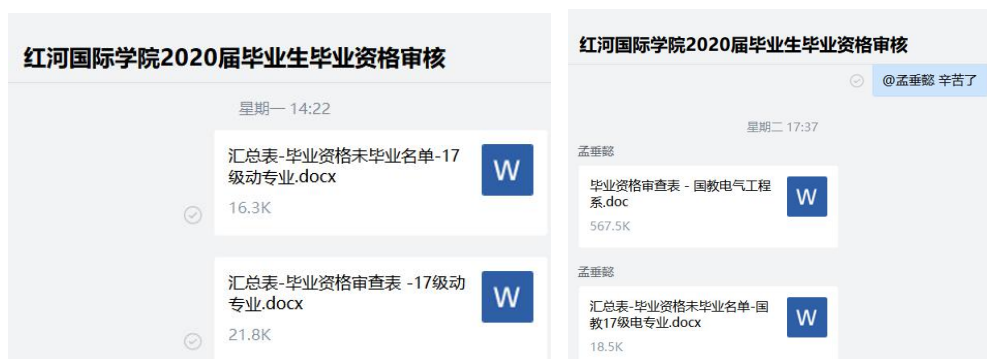 红河国际学院2020届毕业生毕业资格审核
星期一 14:22
汇总表-毕业资格未毕业名单-17
级动专业.docx
W
16.3K
汇总表-毕业资格审查表 -17级动
专业.docx
W
21.8K
红河国际学院2020届毕业生毕业资格审核
@孟垂懿 辛苦了
星期二 17:37
孟垂懿
毕业资格审查表 - 国教电气工程
系.doc
W
567.5K
孟垂懿
汇总表-毕业资格未毕业名单-国
教17级电专业.docx
W
18.5K